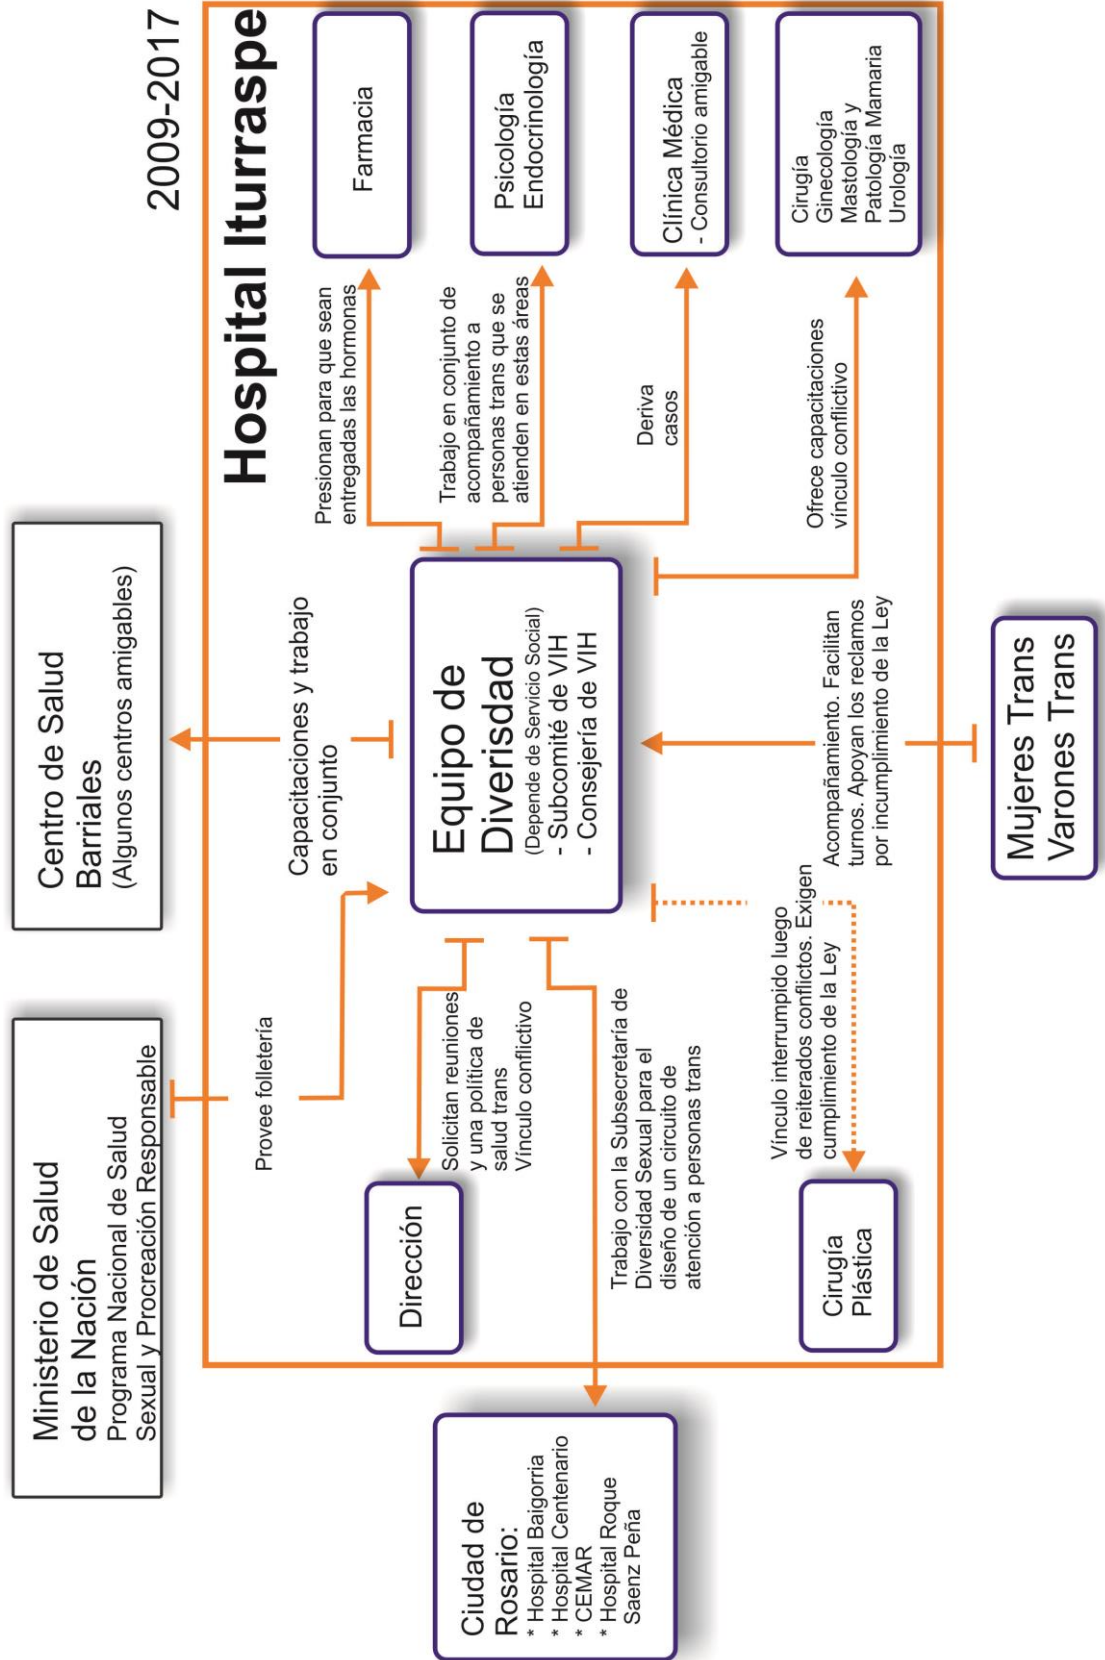 2009-2017
Hospital Iturraspe
Ministerio de Salud
de la Nación
Programa Nacional de Salud
Sexual y Procreación Responsable
Centro de Salud
Barriales
(Algunos centros amigables)
Provee folletería
Capacitaciones y trabajo
en conjunto
Ciudad de
Rosario:
* Hospital Baigorria
* Hospital Centenario
* CEMAR
* Hospital Roque
Saenz Peña
Dirección
Solicitan reuniones
y una política de
salud trans
Vínculo conflictivo
Trabajo con la Subsecretaría de
Diversidad Sexual para el
diseño de un circuito de
atención a personas trans
Cirugía
Plástica
Vínculo interrumpido luego
de reiterados conflictos. Exigen
cumplimiento de la Ley
Equipo de
Diverisdad
(Depende de Servicio Social)
- Subcomité de VIH
- Consejería de VIH
Acompañamiento. Facilitan
turnos. Apoyan los reclamos
por incumplimiento de la Ley
Mujeres Trans
Varones Trans
Presionan para que sean
entregadas las hormonas
Farmacia
Trabajo en conjunto de
acompañamiento a
personas trans que se
atienden en estas áreas
Psicología
Endocrinología
Deriva
casos
Clínica Médica
- Consultorio amigable
Ofrece capacitaciones
vínculo conflictivo
Cirugía
Ginecología
Mastología y
Patología Mamaria
Urología